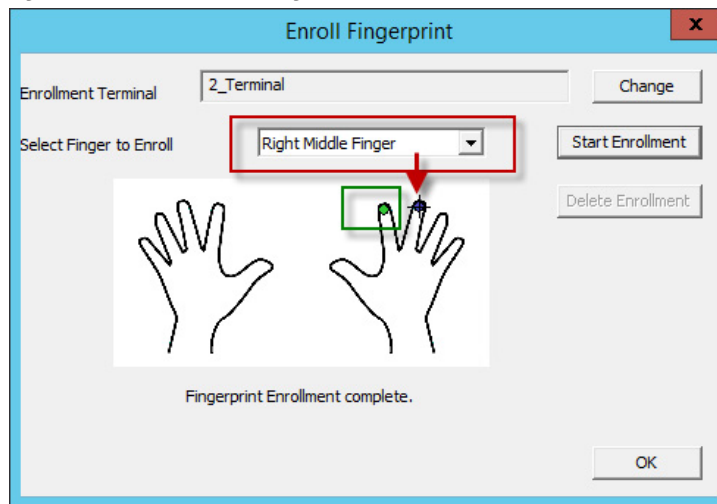 Enroll Fingerprint
x
Enrollment Terminal
2_Terminal
Change
Select Finger to Enroll
Right Middle Finger
Start Enrollment
Delete Enrollment
Fingerprint Enrollment complete.
OK